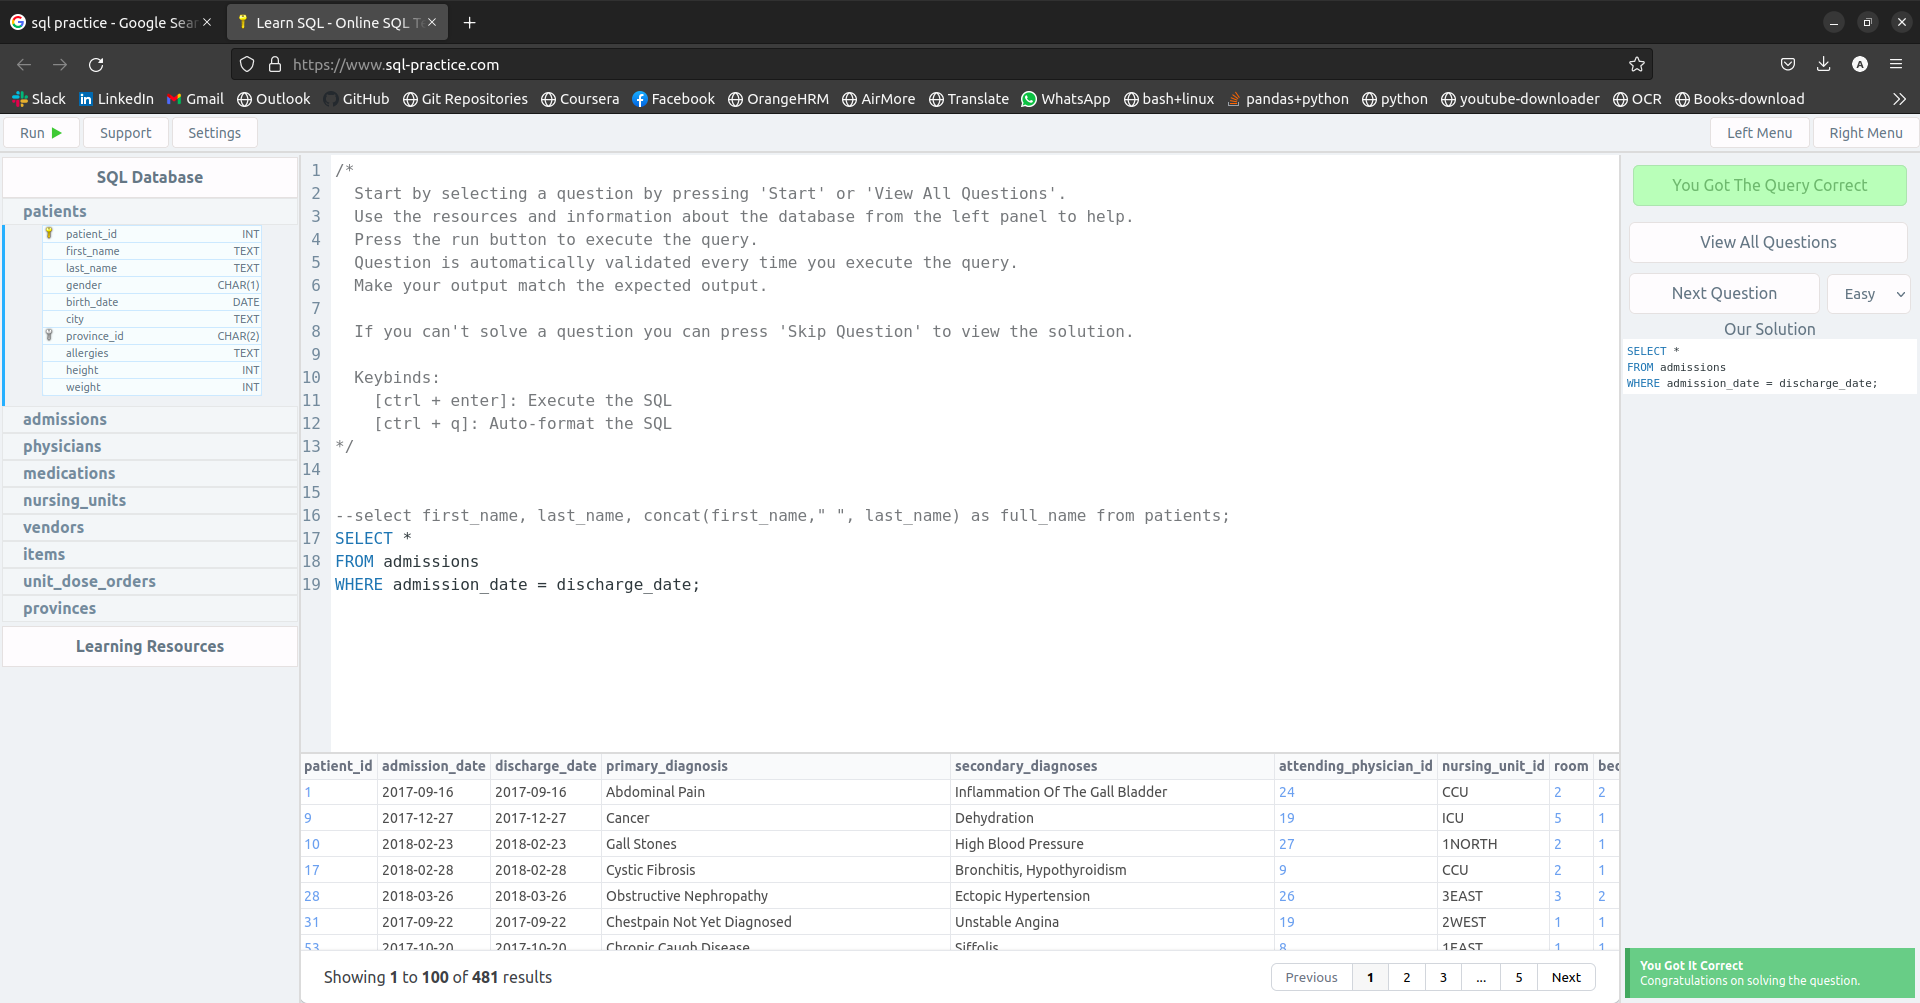 sql practice - Google Sear
Learn SQL - Online SQL Te
https://www.sql-practice.com
Slack LinkedIn Gmail Outlook GitHub Git Repositories Coursera Facebook OrangeHRM AirMore Translate WhatsApp bash+linux pandas+python python youtube-downloader OCR Books-download
Run Support Settings Left Menu Right Menu
SQL Database
patients
patient_id INT
first_name TEXT
last_name TEXT
gender CHAR(1)
birth_date DATE
city TEXT
province_id CHAR(2)
allergies TEXT
height INT
weight INT
admissions
physicians
medications
nursing_units
vendors
items
unit_dose_orders
provinces
Learning Resources
1 /*
2 Start by selecting a question by pressing 'Start' or 'View All Questions'.
3 Use the resources and information about the database from the left panel to help.
4 Press the run button to execute the query.
5 Question is automatically validated every time you execute the query.
6 Make your output match the expected output.
7
8 If you can't solve a question you can press 'Skip Question' to view the solution.
9
10 Keybinds:
11 [ctrl + enter]: Execute the SQL
12 [ctrl + q]: Auto-format the SQL
13 */
14
15
16 --select first_name, last_name, concat(first_name," ", last_name) as full_name from patients;
17 SELECT *
18 FROM admissions
19 WHERE admission_date = discharge_date;
You Got The Query Correct
View All Questions
Next Question Easy
Our Solution
SELECT *
FROM admissions
WHERE admission_date = discharge_date;
patient_id admission_date discharge_date primary_diagnosis secondary_diagnoses attending_physician_id nursing_unit_id room bed
1 2017-09-16 2017-09-16 Abdominal Pain Inflammation Of The Gall Bladder 24 CCU 2 2
9 2017-12-27 2017-12-27 Cancer Dehydration 19 ICU 5 1
10 2018-02-23 2018-02-23 Gall Stones High Blood Pressure 27 1NORTH 2 1
17 2018-02-28 2018-02-28 Cystic Fibrosis Bronchitis, Hypothyroidism 9 CCU 2 1
28 2018-03-26 2018-03-26 Obstructive Nephropathy Ectopic Hypertension 26 3EAST 3 2
31 2017-09-22 2017-09-22 Chestpain Not Yet Diagnosed Unstable Angina 19 2WEST 1 1
53 2017-10-20 2017-10-20 Chronic Caugh Disease Siffolis 8 1EAST 1 1
Showing 1 to 100 of 481 results
Previous 1 2 3 ... 5 Next
You Got It Correct
Congratulations on solving the question.